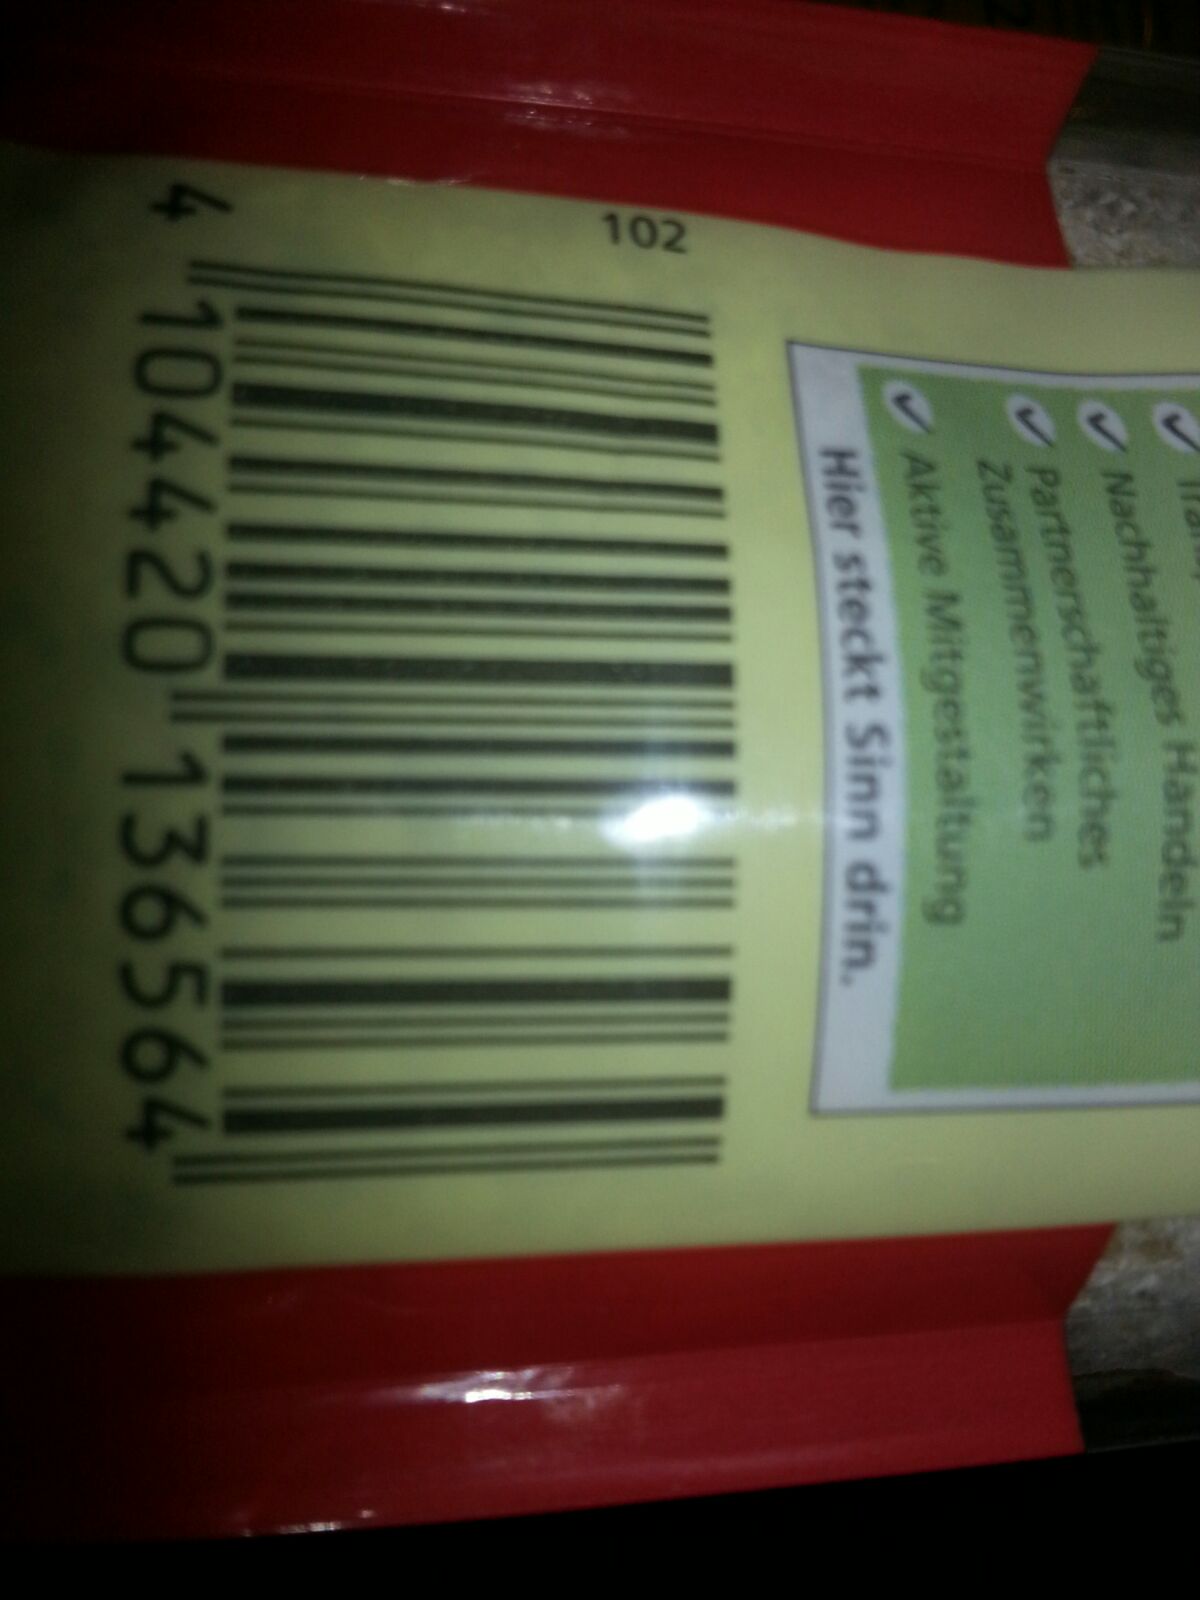 102
4 104420 136564
Nachhaltiges Handeln
Partnerschaftliches
Zusammenwirken
Aktive Mitgestaltung
Hier steckt Sinn drin.